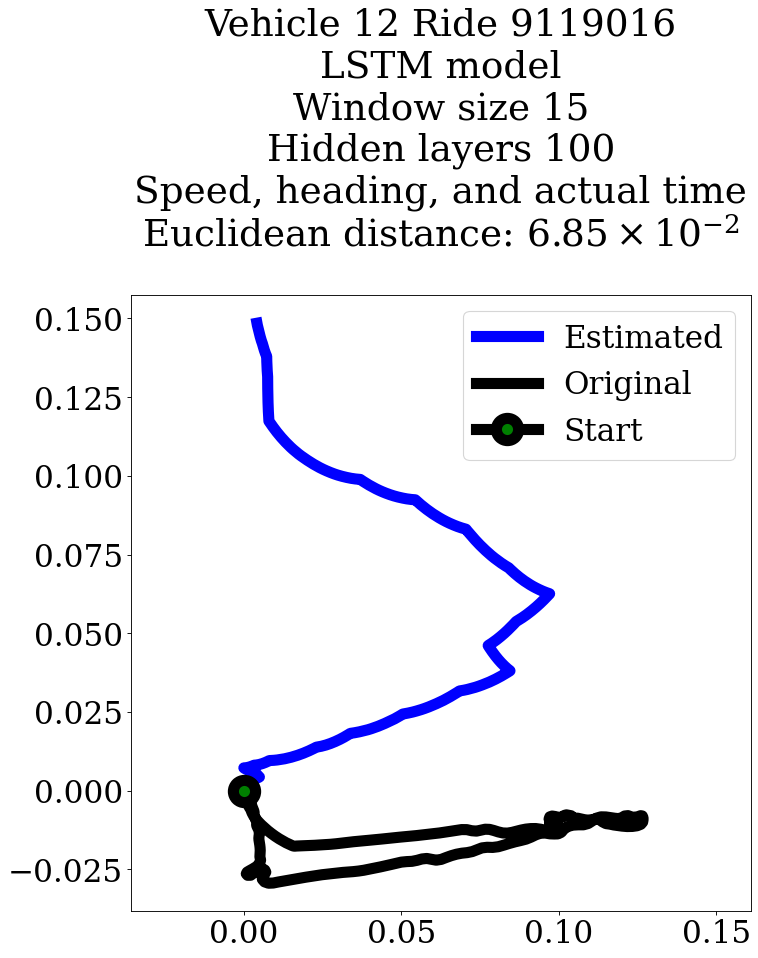 Vehicle 12 Ride 9119016
LSTM model
Window size 15
Hidden layers 100
Speed, heading, and actual time
Euclidean distance: 6.85 × 10⁻²
0.150
0.125
0.100
0.075
0.050
0.025
0.000
−0.025
Estimated
Original
Start
0.00 0.05 0.10 0.15